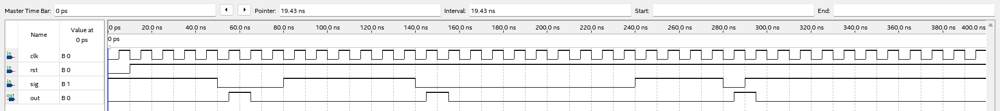 Master Time Bar: 0 ps Pointer: 19.43 ns Interval: 19.43 ns Start: End:
Name Value at 0 ps
0 ps 20.0 ns 40.0 ns 60.0 ns 80.0 ns 100.0 ns 120.0 ns 140.0 ns 160.0 ns 180.0 ns 200.0 ns 220.0 ns 240.0 ns 260.0 ns 280.0 ns 300.0 ns 320.0 ns 340.0 ns 360.0 ns 380.0 ns 400.0 ns
0 ps
in clk B 0
in rst B 0
in sig B 1
out out B 0